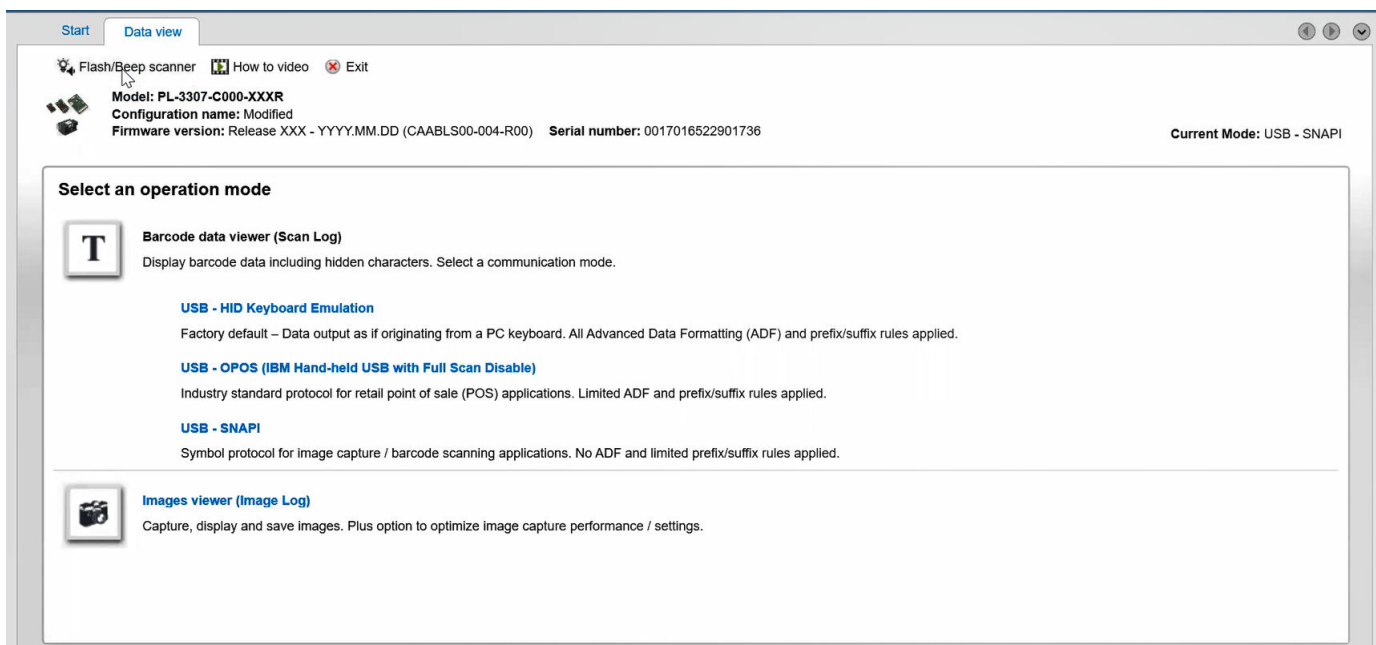 Start Data view
Flash/Beep scanner How to video Exit
Model: PL-3307-C000-XXXR
Configuration name: Modified
Firmware version: Release XXX - YYYY.MM.DD (CAABLS00-004-R00) Serial number: 0017016522901736
Current Mode: USB - SNAPI
Select an operation mode
T
Barcode data viewer (Scan Log)
Display barcode data including hidden characters. Select a communication mode.
USB - HID Keyboard Emulation
Factory default – Data output as if originating from a PC keyboard. All Advanced Data Formatting (ADF) and prefix/suffix rules applied.
USB - OPOS (IBM Hand-held USB with Full Scan Disable)
Industry standard protocol for retail point of sale (POS) applications. Limited ADF and prefix/suffix rules applied.
USB - SNAPI
Symbol protocol for image capture / barcode scanning applications. No ADF and limited prefix/suffix rules applied.
Images viewer (Image Log)
Capture, display and save images. Plus option to optimize image capture performance / settings.